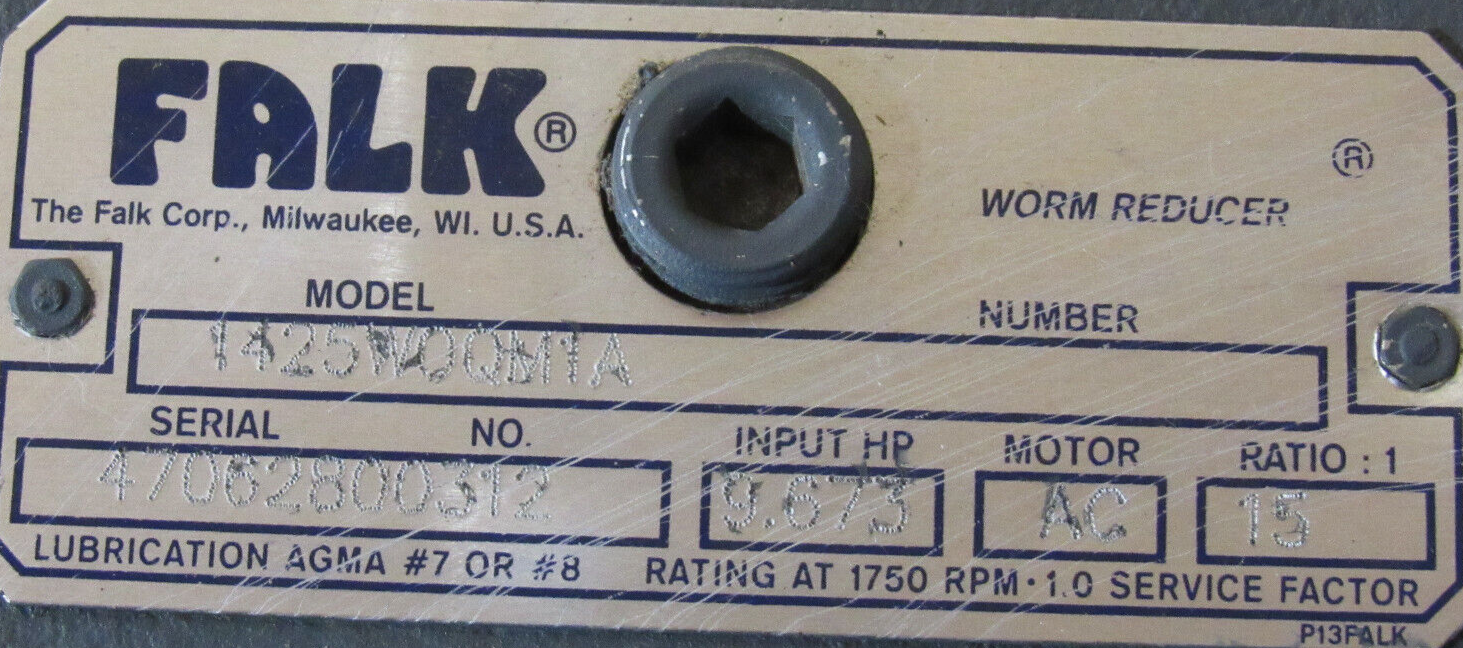 FALK®
®
The Falk Corp., Milwaukee, WI. U.S.A.
WORM REDUCER
MODEL NUMBER
1425WOQM1A
SERIAL NO. INPUT HP MOTOR RATIO : 1
47062800312 9.673 AC 15
LUBRICATION AGMA #7 OR #8 RATING AT 1750 RPM · 1.0 SERVICE FACTOR
P13FALK